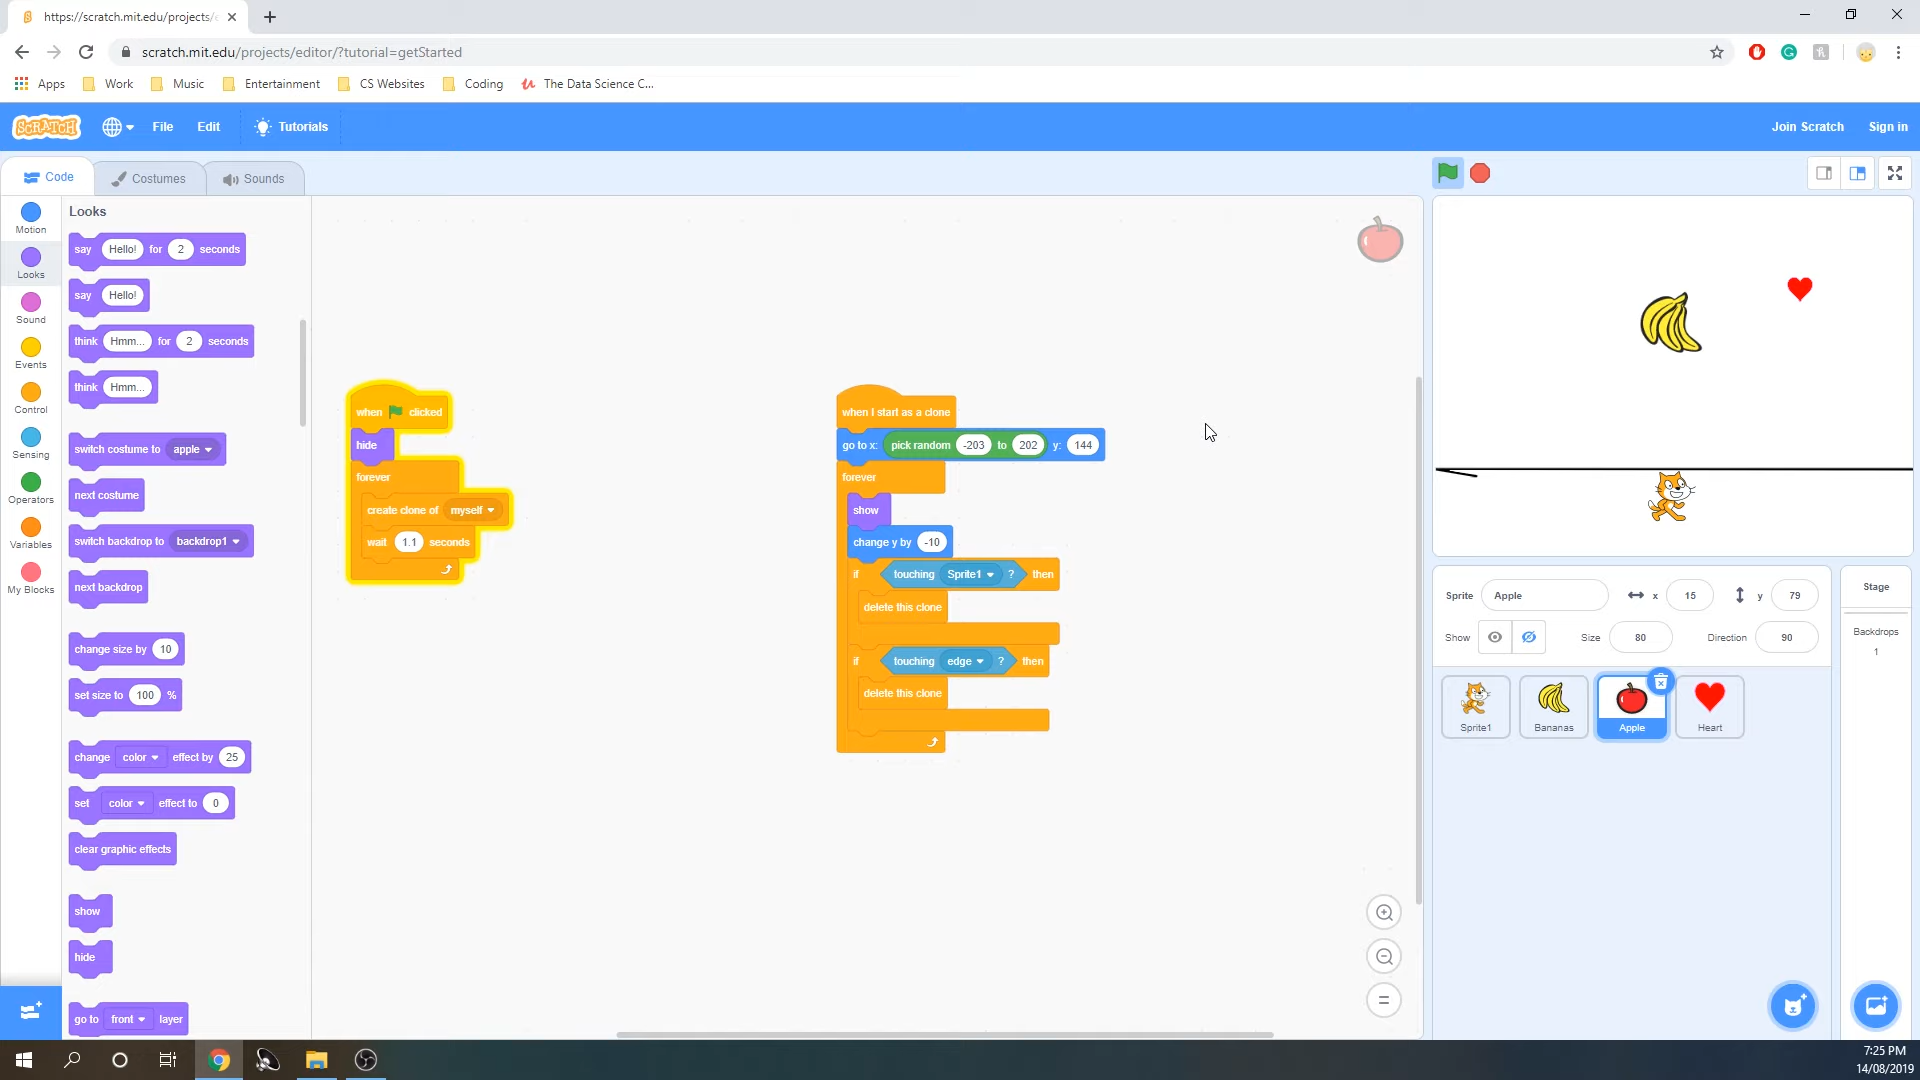 https://scratch.mit.edu/projects/e
scratch.mit.edu/projects/editor/?tutorial=getStarted
Apps Work Music Entertainment CS Websites Coding The Data Science C...
SCRATCH File Edit Tutorials Join Scratch Sign in
Code Costumes Sounds
Motion
Looks
Sound
Events
Control
Sensing
Operators
Variables
My Blocks
Looks
say Hello! for 2 seconds
say Hello!
think Hmm... for 2 seconds
think Hmm...
switch costume to apple
next costume
switch backdrop to backdrop1
next backdrop
change size by 10
set size to 100 %
change color effect by 25
set color effect to 0
clear graphic effects
show
hide
go to front layer
when clicked
hide
forever
create clone of myself
wait 1.1 seconds
when I start as a clone
go to x: pick random -203 to 202 y: 144
forever
show
change y by -10
if touching Sprite1 ? then
delete this clone
if touching edge ? then
delete this clone
Sprite Apple x 15 y 79
Show Size 80 Direction 90
Sprite1 Bananas Apple Heart
Stage
Backdrops
1
7:25 PM
14/08/2019